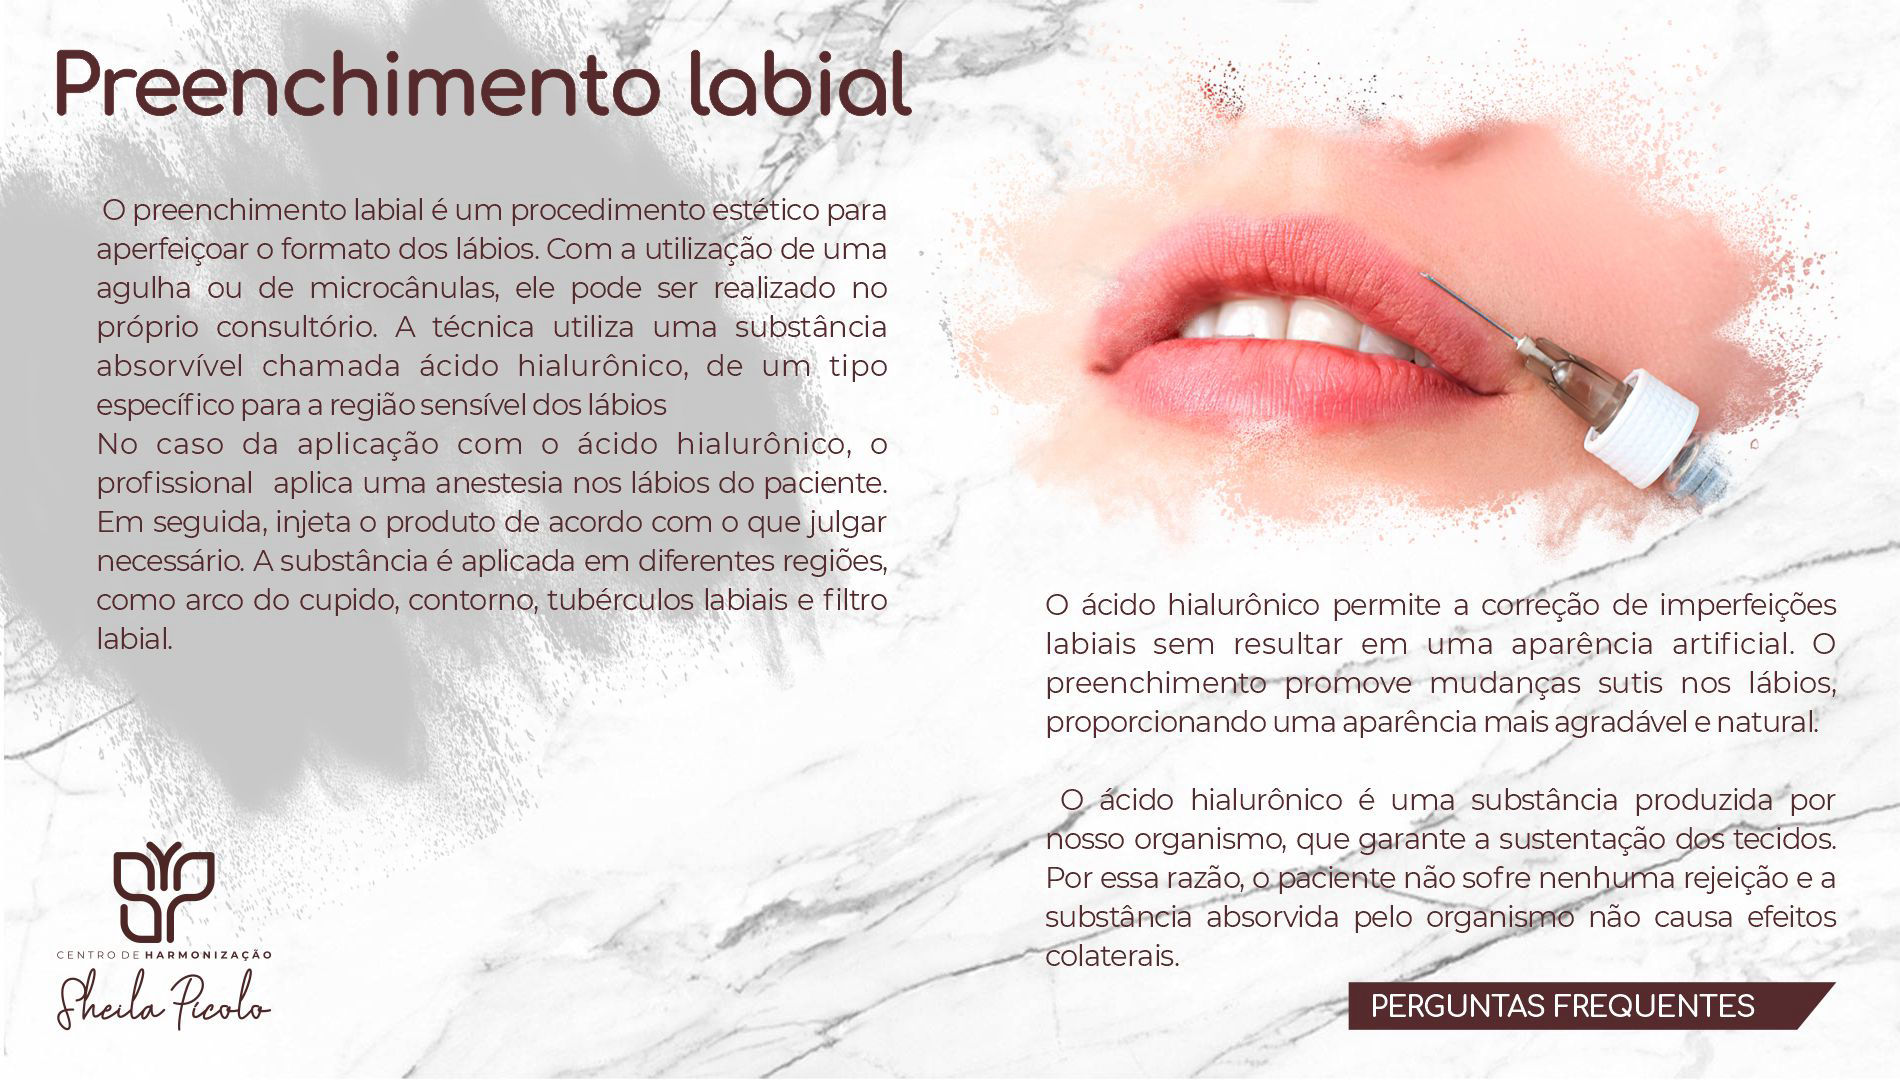 Preenchimento labial
O preenchimento labial é um procedimento estético para
aperfeiçoar o formato dos lábios. Com a utilização de uma
agulha ou de microcânulas, ele pode ser realizado no
próprio consultório. A técnica utiliza uma substância
absorvível chamada ácido hialurônico, de um tipo
específico para a região sensível dos lábios
No caso da aplicação com o ácido hialurônico, o
profissional aplica uma anestesia nos lábios do paciente.
Em seguida, injeta o produto de acordo com o que julgar
necessário. A substância é aplicada em diferentes regiões,
como arco do cupido, contorno, tubérculos labiais e filtro
labial.
O ácido hialurônico permite a correção de imperfeições
labiais sem resultar em uma aparência artificial. O
preenchimento promove mudanças sutis nos lábios,
proporcionando uma aparência mais agradável e natural.
O ácido hialurônico é uma substância produzida por
nosso organismo, que garante a sustentação dos tecidos.
Por essa razão, o paciente não sofre nenhuma rejeição e a
substância absorvida pelo organismo não causa efeitos
colaterais.
CENTRO DE HARMONIZAÇÃO
Sheila Picolo
PERGUNTAS FREQUENTES